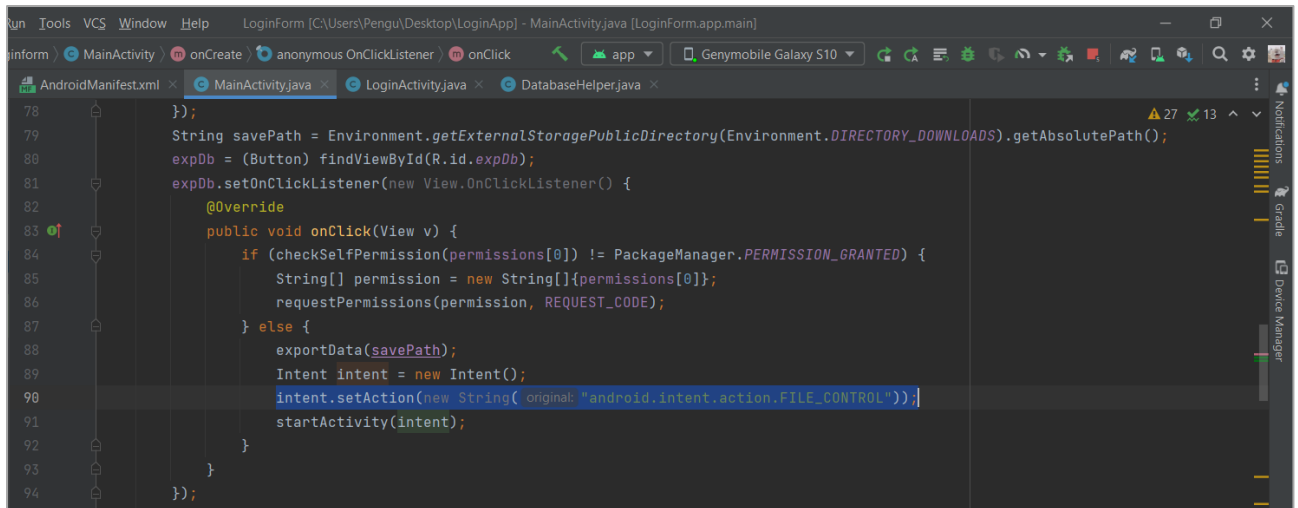 Run Tools VCS Window Help LoginForm [C:\Users\Pengu\Desktop\LoginApp] - MainActivity.java [LoginForm.app.main]
MainActivity onCreate anonymous OnClickListener onClick app Genymobile Galaxy S10
AndroidManifest.xml MainActivity.java LoginActivity.java DatabaseHelper.java
78 });
27 13
79 String savePath = Environment.getExternalStoragePublicDirectory(Environment.DIRECTORY_DOWNLOADS).getAbsolutePath();
80 expDb = (Button) findViewById(R.id.expDb);
81 expDb.setOnClickListener(new View.OnClickListener() {
82 @Override
83 public void onClick(View v) {
84 if (checkSelfPermission(permissions[0]) != PackageManager.PERMISSION_GRANTED) {
85 String[] permission = new String[]{permissions[0]};
86 requestPermissions(permission, REQUEST_CODE);
87 } else {
88 exportData(savePath);
89 Intent intent = new Intent();
90 intent.setAction(new String( original: "android.intent.action.FILE_CONTROL"));
91 startActivity(intent);
92 }
93 }
94 });
Notifications
Gradle
Device Manager